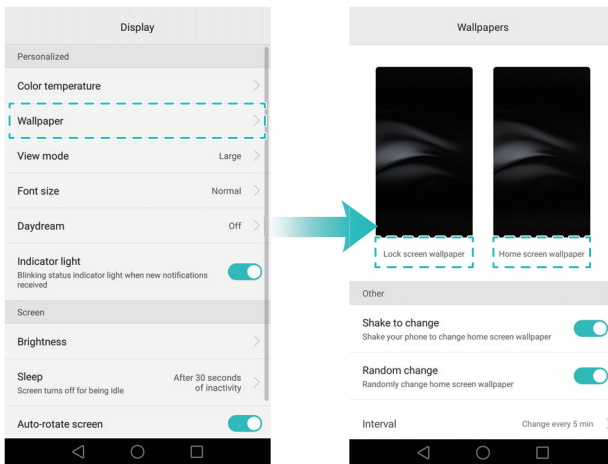 Display
Personalized
Color temperature
Wallpaper
View mode Large
Font size Normal
Daydream Off
Indicator light
Blinking status indicator light when new notifications
received
Screen
Brightness
Sleep
Screen turns off for being idle
After 30 seconds
of inactivity
Auto-rotate screen
Wallpapers
Lock screen wallpaper Home screen wallpaper
Other
Shake to change
Shake your phone to change home screen wallpaper
Random change
Randomly change home screen wallpaper
Interval Change every 5 min